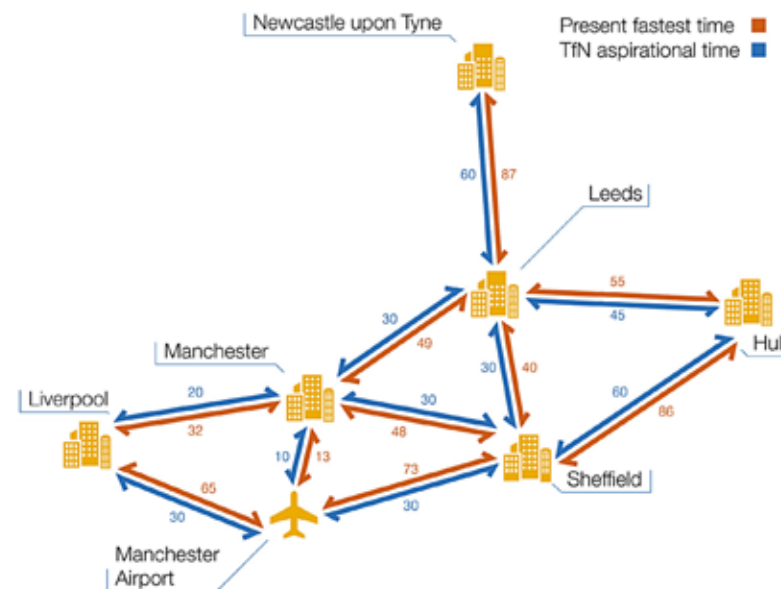 Newcastle upon Tyne
Present fastest time
TfN aspirational time
60
87
Leeds
55
45
30
49
Hul
Manchester
30
40
20
30
60
Liverpool
32
48
86
10
13
73
Sheffield
65
30
30
Manchester
Airport